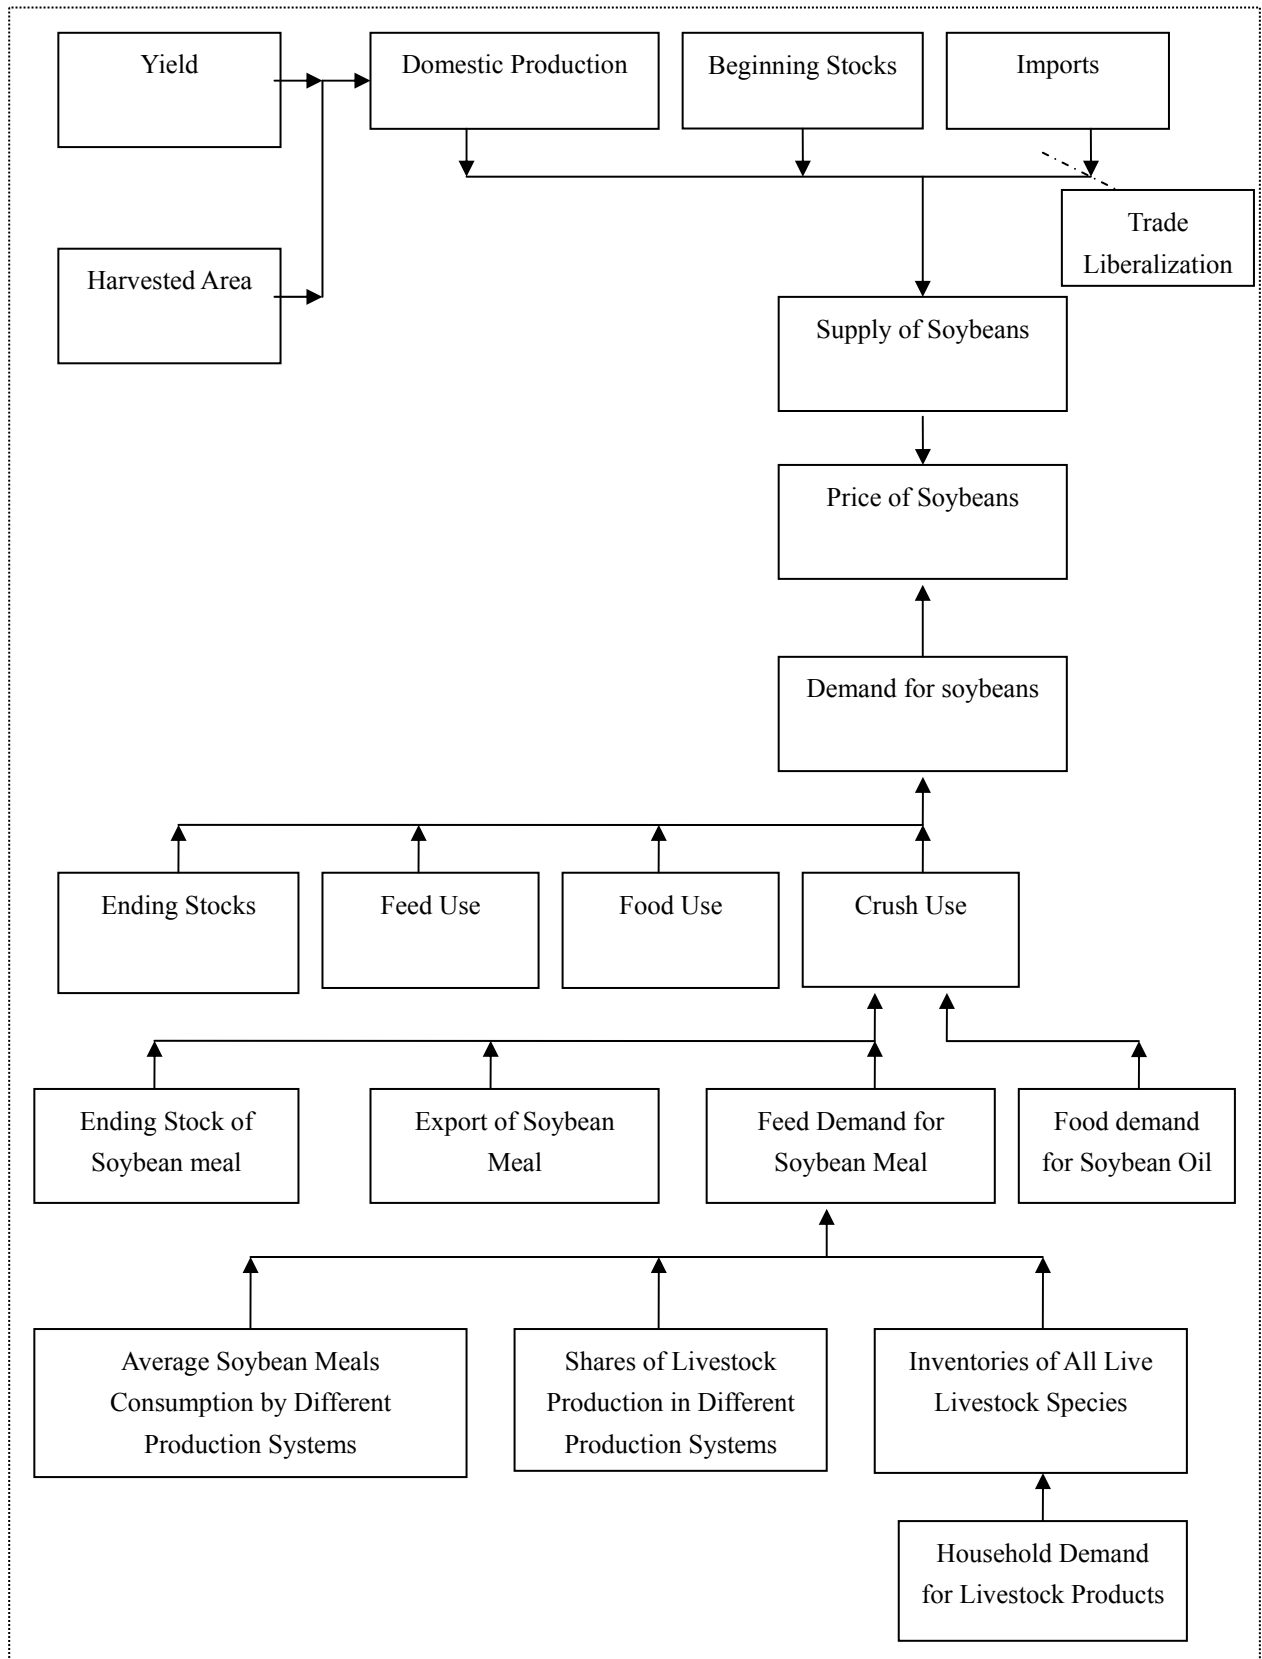 Yield
Domestic Production
Beginning Stocks
Imports
Trade
Liberalization
Harvested Area
Supply of Soybeans
Price of Soybeans
Demand for soybeans
Ending Stocks
Feed Use
Food Use
Crush Use
Ending Stock of
Soybean meal
Export of Soybean
Meal
Feed Demand for
Soybean Meal
Food demand
for Soybean Oil
Average Soybean Meals
Consumption by Different
Production Systems
Shares of Livestock
Production in Different
Production Systems
Inventories of All Live
Livestock Species
Household Demand
for Livestock Products